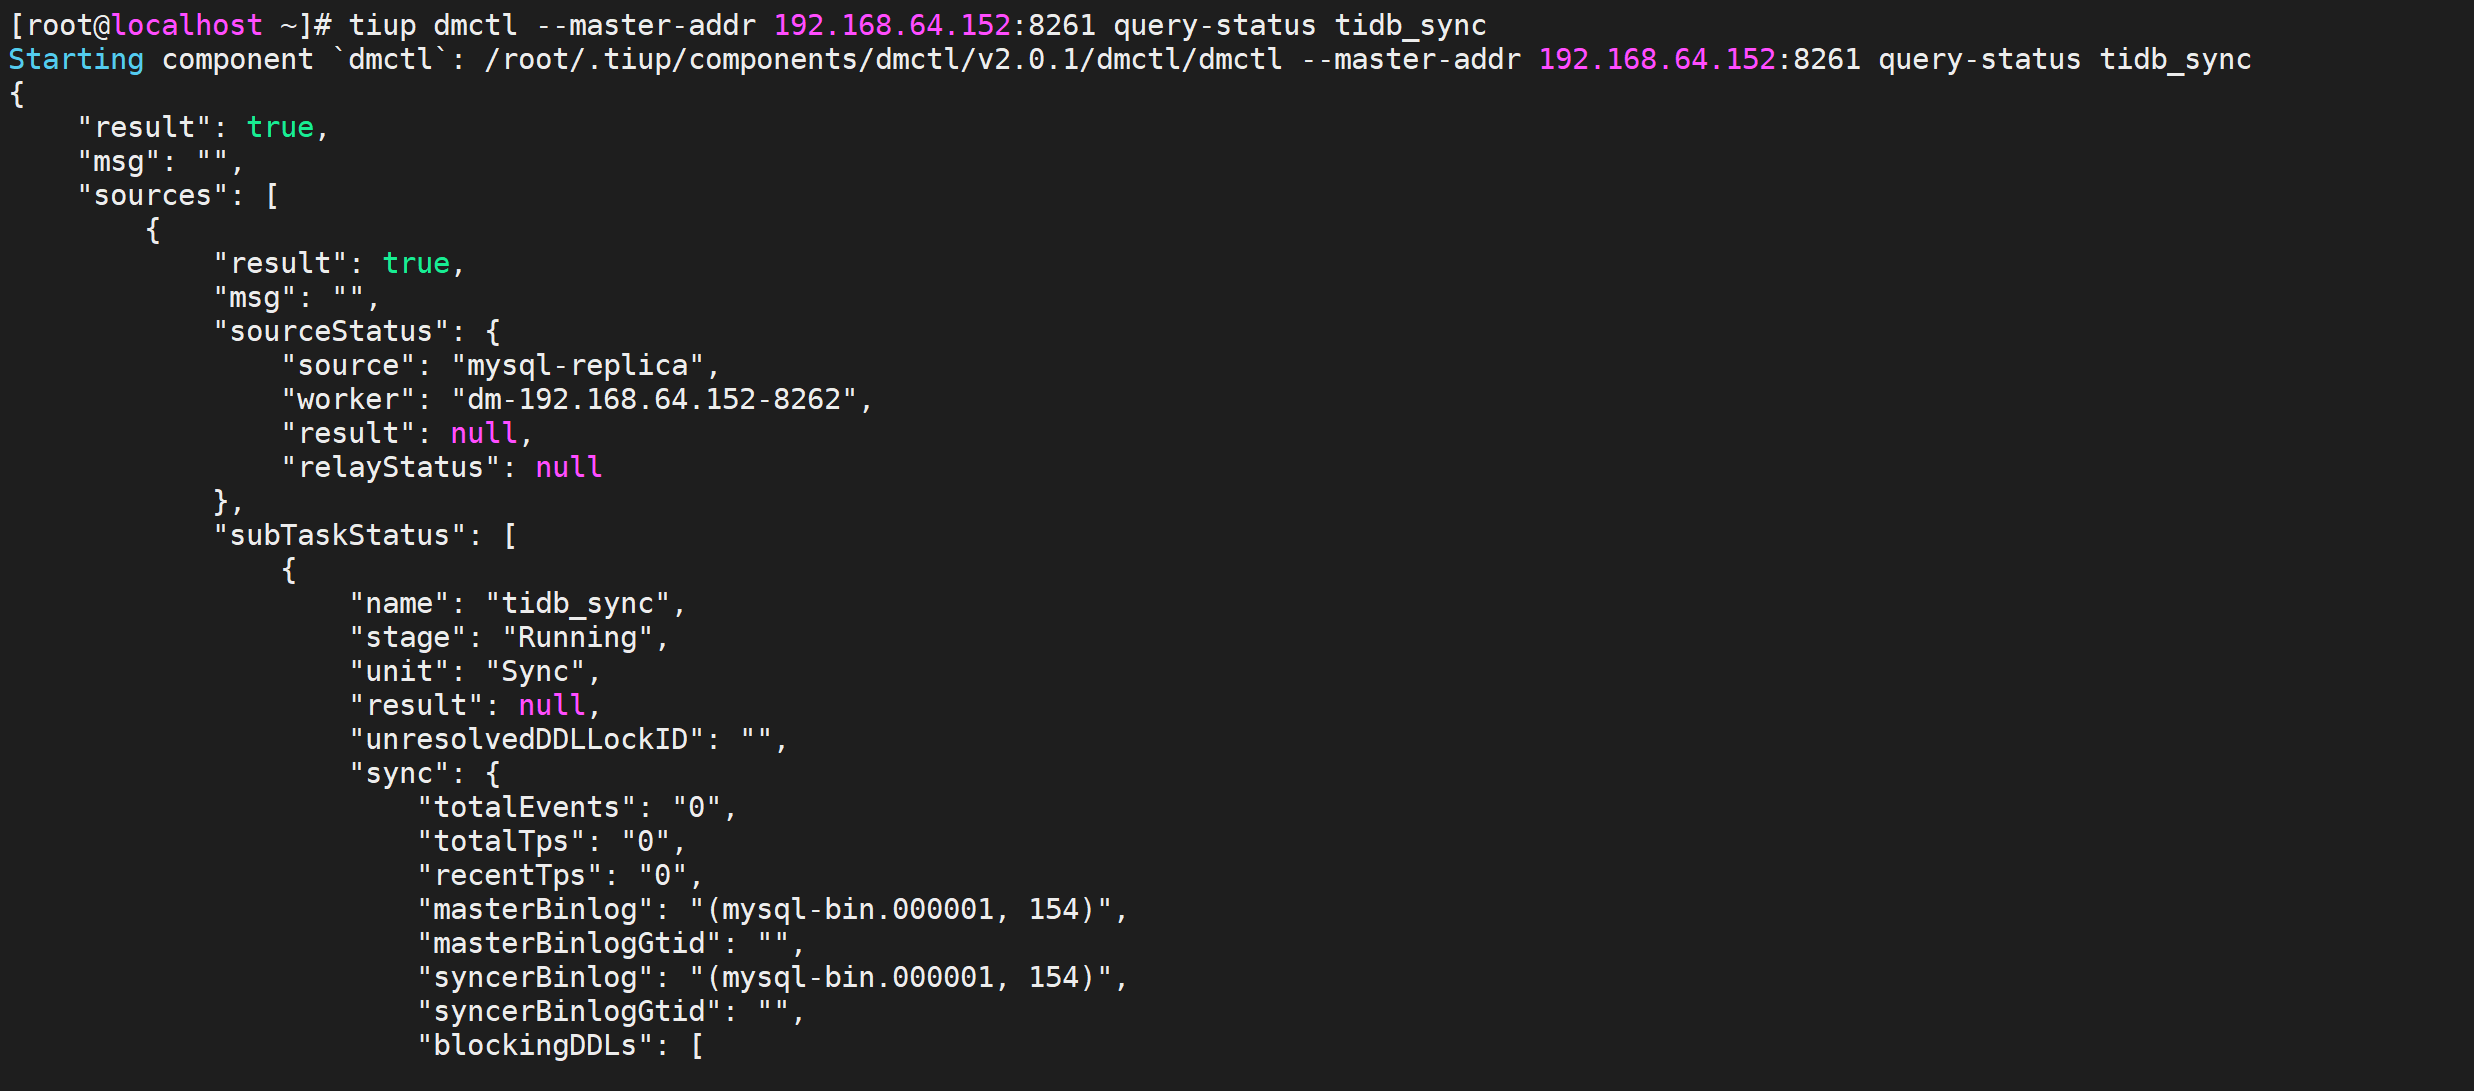 [root@localhost ~]# tiup dmctl --master-addr 192.168.64.152:8261 query-status tidb_sync
Starting component `dmctl`: /root/.tiup/components/dmctl/v2.0.1/dmctl/dmctl --master-addr 192.168.64.152:8261 query-status tidb_sync
{
    "result": true,
    "msg": "",
    "sources": [
        {
            "result": true,
            "msg": "",
            "sourceStatus": {
                "source": "mysql-replica",
                "worker": "dm-192.168.64.152-8262",
                "result": null,
                "relayStatus": null
            },
            "subTaskStatus": [
                {
                    "name": "tidb_sync",
                    "stage": "Running",
                    "unit": "Sync",
                    "result": null,
                    "unresolvedDDLLockID": "",
                    "sync": {
                        "totalEvents": "0",
                        "totalTps": "0",
                        "recentTps": "0",
                        "masterBinlog": "(mysql-bin.000001, 154)",
                        "masterBinlogGtid": "",
                        "syncerBinlog": "(mysql-bin.000001, 154)",
                        "syncerBinlogGtid": "",
                        "blockingDDLs": [